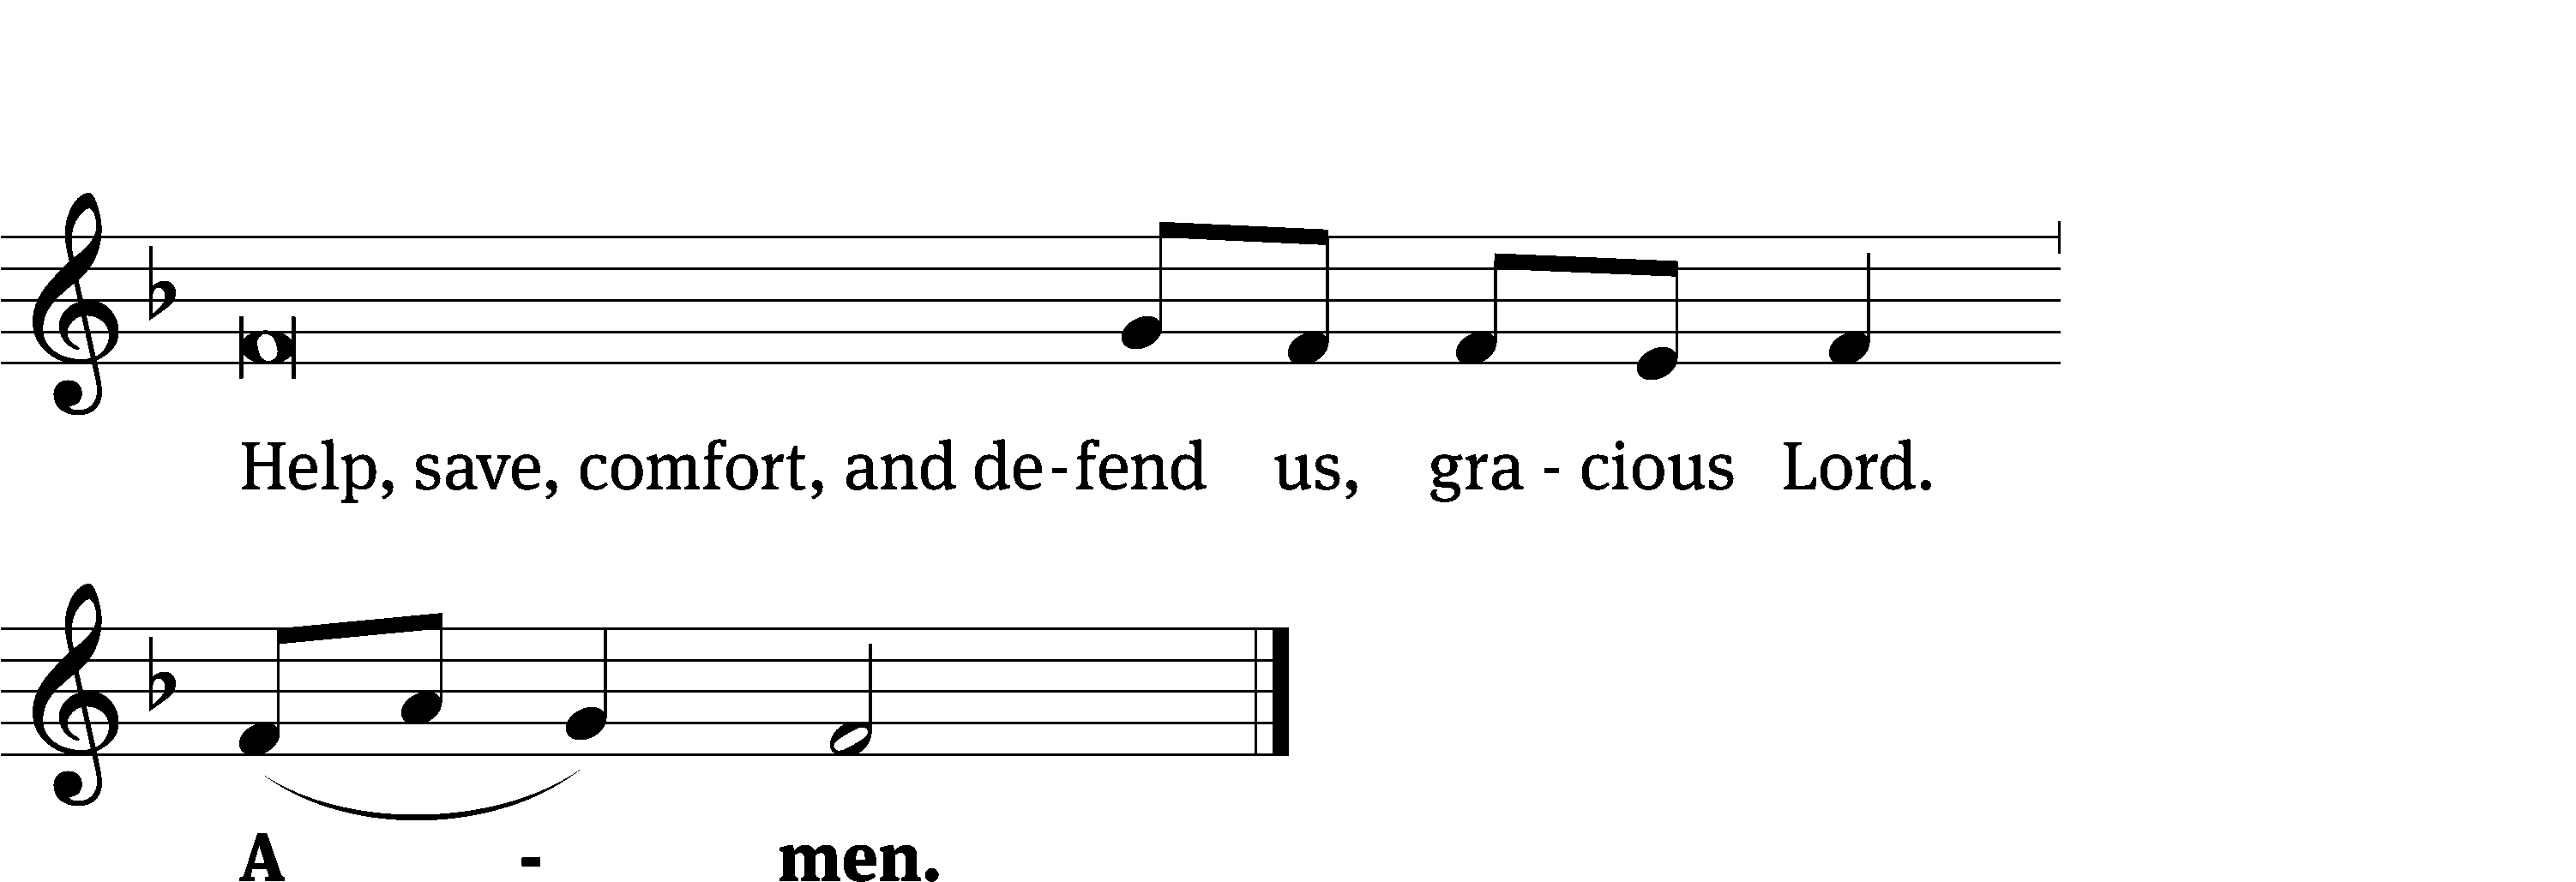 Help, save, comfort, and de-fend us, gra - cious Lord.
A - men.